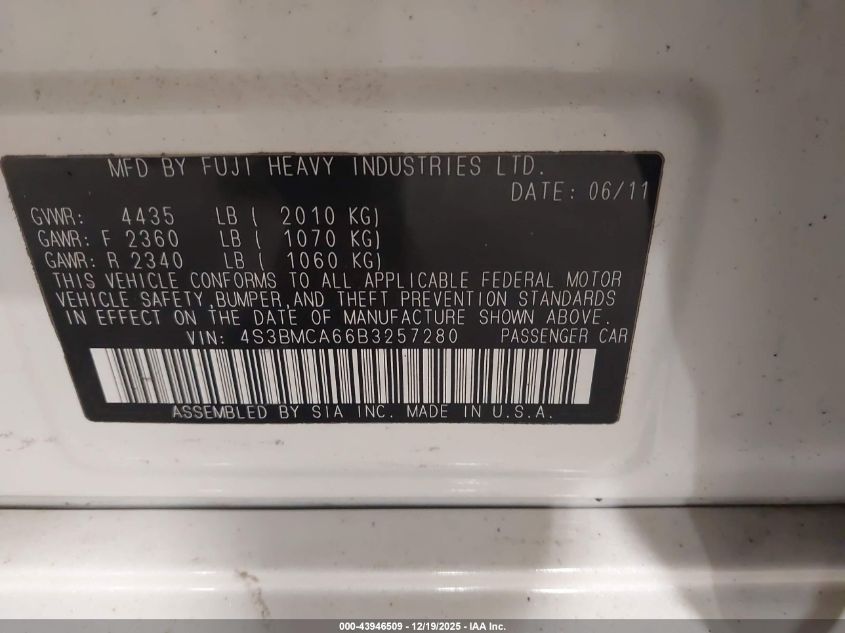 MFD BY FUJI HEAVY INDUSTRIES LTD.
DATE: 06/11
GVWR: 4435 LB ( 2010 KG)
GAWR: F 2360 LB ( 1070 KG)
GAWR: R 2340 LB ( 1060 KG)
THIS VEHICLE CONFORMS TO ALL APPLICABLE FEDERAL MOTOR
VEHICLE SAFETY,BUMPER,AND THEFT PREVENTION STANDARDS
IN EFFECT ON THE DATE OF MANUFACTURE SHOWN ABOVE.
VIN: 4S3BMCA66B3257280 PASSENGER CAR
ASSEMBLED BY SIA INC. MADE IN U.S.A.
000-43946509 - 12/19/2025 - IAA Inc.